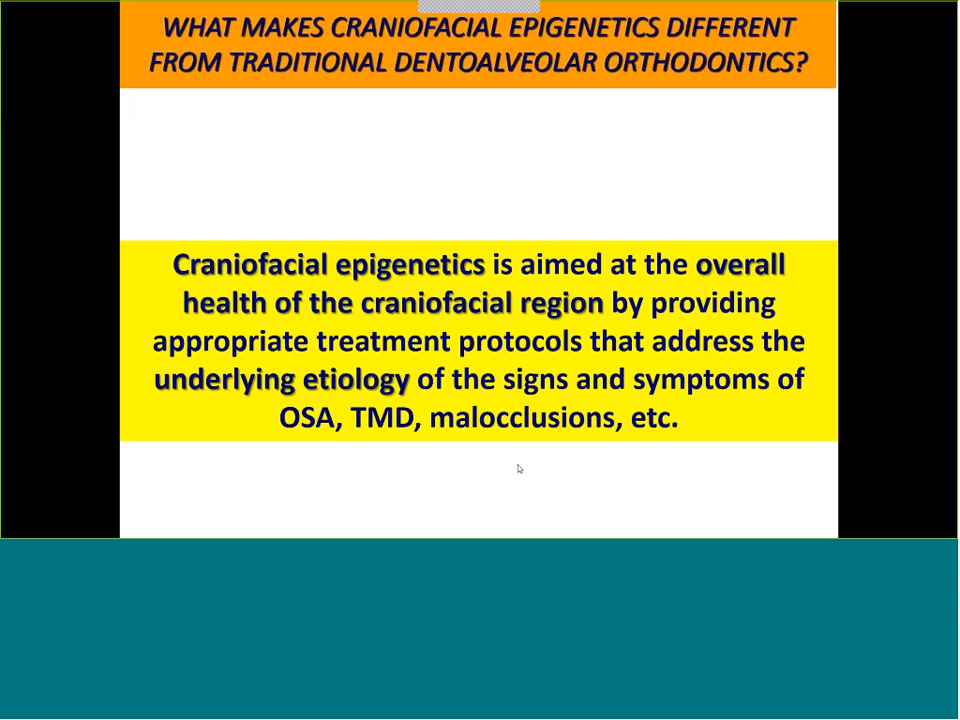 WHAT MAKES CRANIOFACIAL EPIGENETICS DIFFERENT
FROM TRADITIONAL DENTOALVEOLAR ORTHODONTICS?
Craniofacial epigenetics is aimed at the overall
health of the craniofacial region by providing
appropriate treatment protocols that address the
underlying etiology of the signs and symptoms of
OSA, TMD, malocclusions, etc.